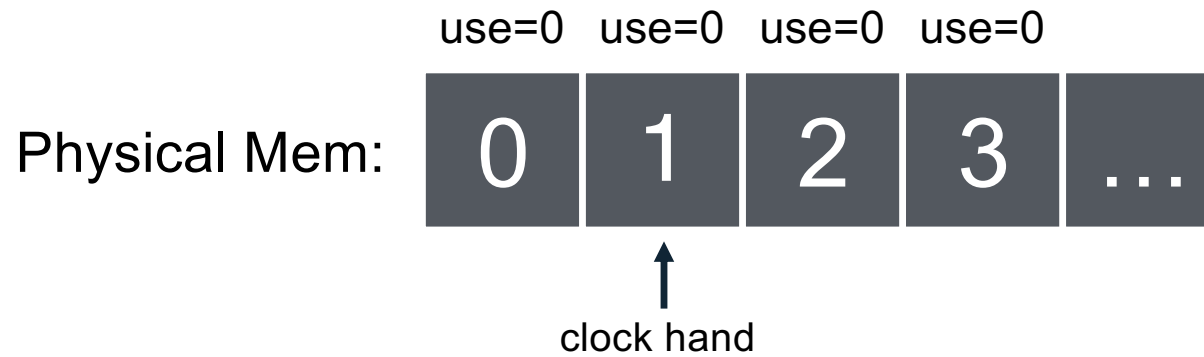 use=0 use=0 use=0 use=0
Physical Mem: 0 1 2 3 ...
clock hand